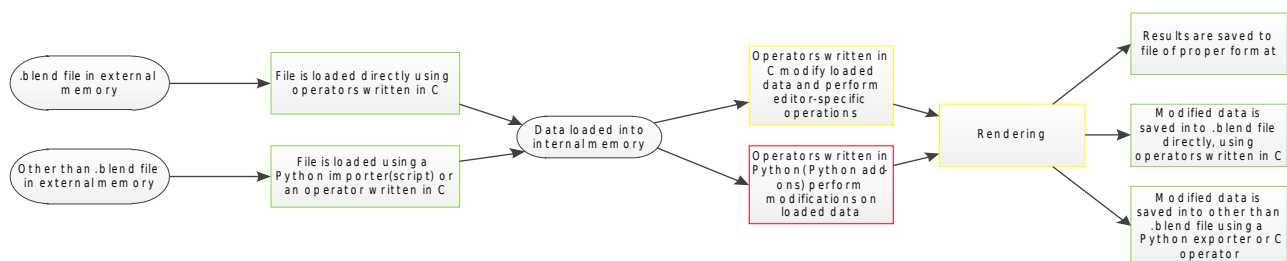 .blend file in external
memory
Other than .blend file
in external memory
File is loaded directly using
operators written in C
File is loaded using a
Python importer(script) or
an operator written in C
Data loaded into
internal memory
Operators written in
C modify loaded
data and perform
editor-specific
operations
Operators written in
Python(Python add-
ons) perform
modifications on
loaded data
Rendering
Results are saved to
file of proper format
Modified data is
saved into .blend file
directly, using
operators written in C
Modified data is
saved into other than
.blend file using a
Python exporter or C
operator